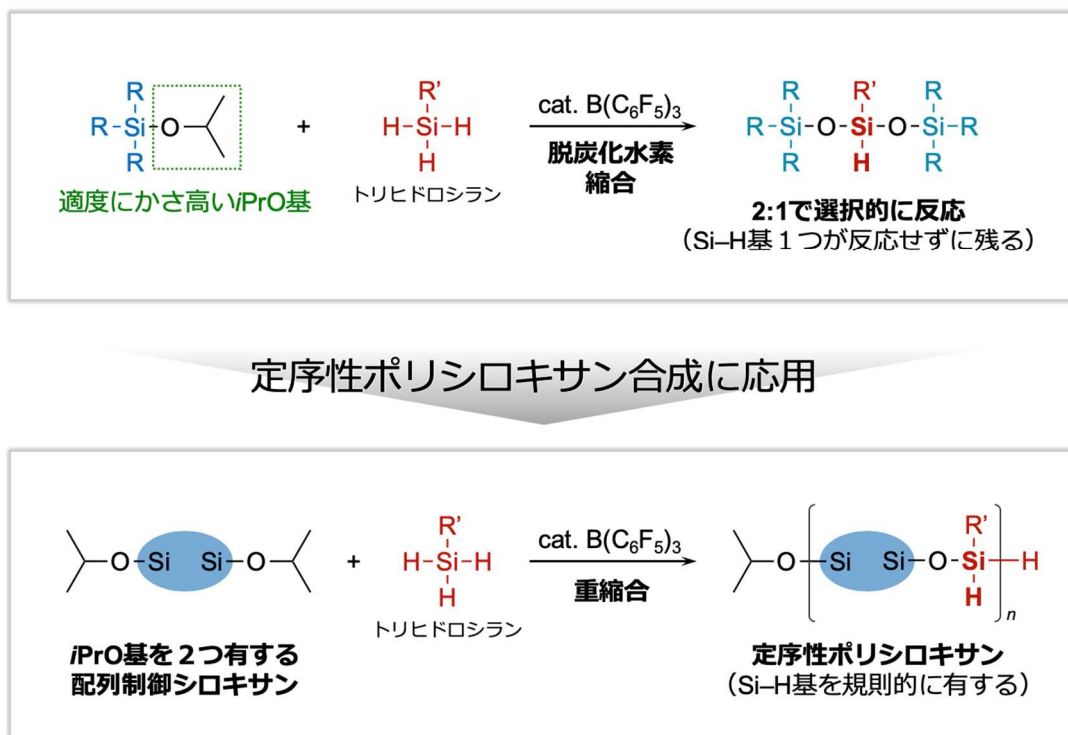 R
R–Si–O
R
+
R’
H–Si–H
H
cat. B(C₆F₅)₃
脱炭化水素
縮合
R R’ R
R–Si–O–Si–O–Si–R
R H R
適度にかさ高いiPrO基
トリヒドロシラン
2:1で選択的に反応
（Si–H基１つが反応せずに残る）
定序性ポリシロキサン合成に応用
O–Si Si–O
+
R’
H–Si–H
H
cat. B(C₆F₅)₃
重縮合
R’
O Si Si–O–Si–H
H
n
トリヒドロシラン
iPrO基を２つ有する
配列制御シロキサン
定序性ポリシロキサン
（Si–H基を規則的に有する）